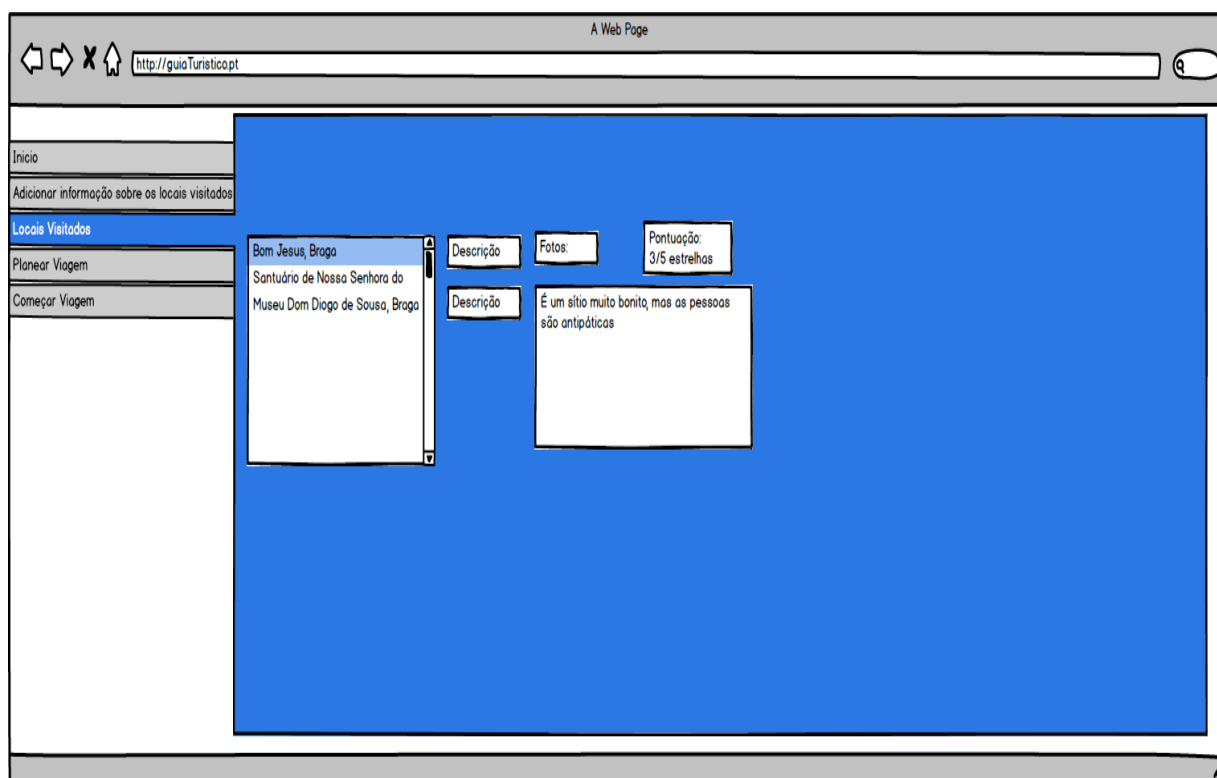 A Web Page
http://guiaTuristico.pt
Inicio
Adicionar informação sobre os locais visitados
Locais Visitados
Planear Viagem
Começar Viagem
Bom Jesus, Braga
Santuário de Nossa Senhora do
Museu Dom Diogo de Sousa, Braga
Descrição
Fotos:
Pontuação:
3/5 estrelhas
Descrição
É um sítio muito bonito, mas as pessoas
são antipáticas